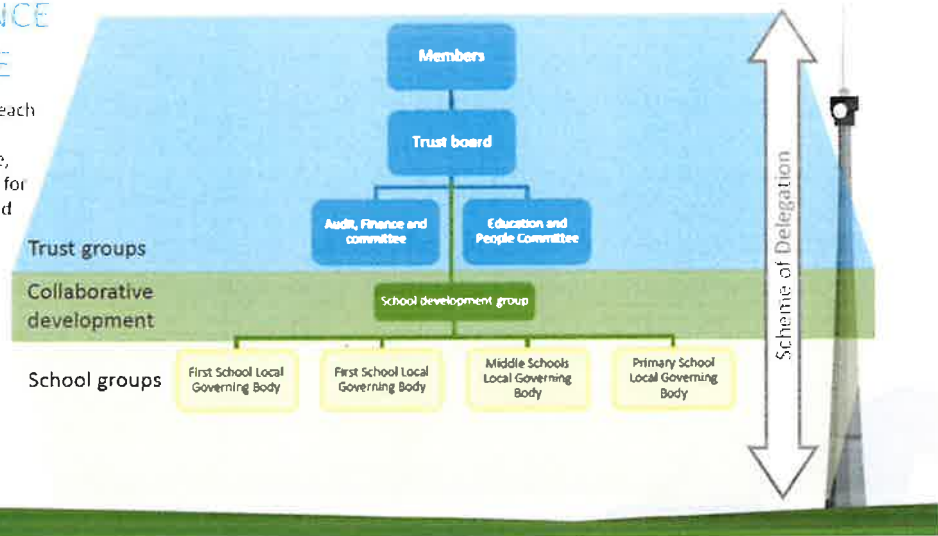 NCE
E
each
e,
for
d
Members
Trust board
Audit, Finance and
committee
Education and
People Committee
Trust groups
Collaborative
development
School development group
School groups
First School Local
Governing Body
First School Local
Governing Body
Middle Schools
Local Governing
Body
Primary School
Local Governing
Body
Scheme of Delegation